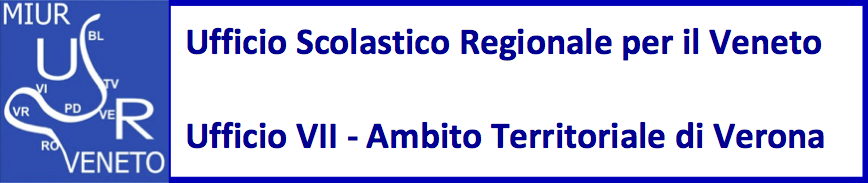 MIUR
BL
U
S
VI
TV
VR
PD
VE
R
RO
VENETO
Ufficio Scolastico Regionale per il Veneto
Ufficio VII - Ambito Territoriale di Verona